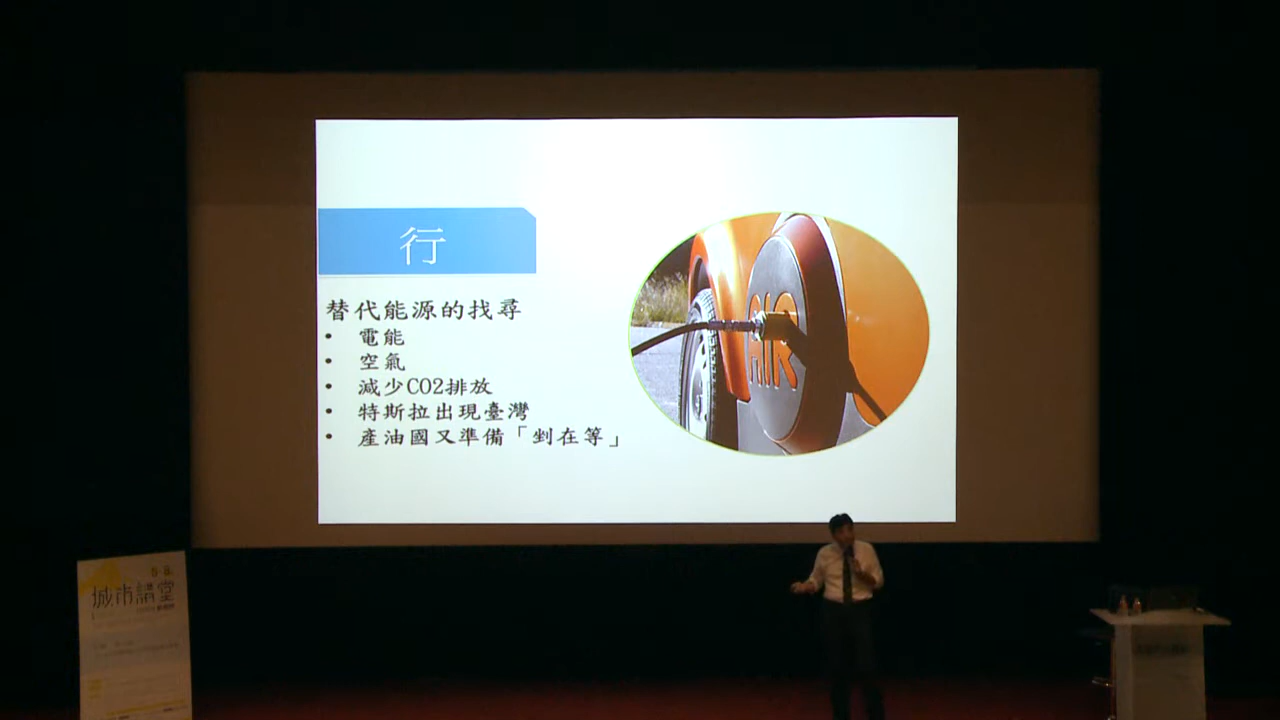 行
替代能源的找尋
• 電能
• 空氣
• 減少CO2排放
• 特斯拉出現臺灣
• 產油國又準備「剉在等」
AIR
城市講堂